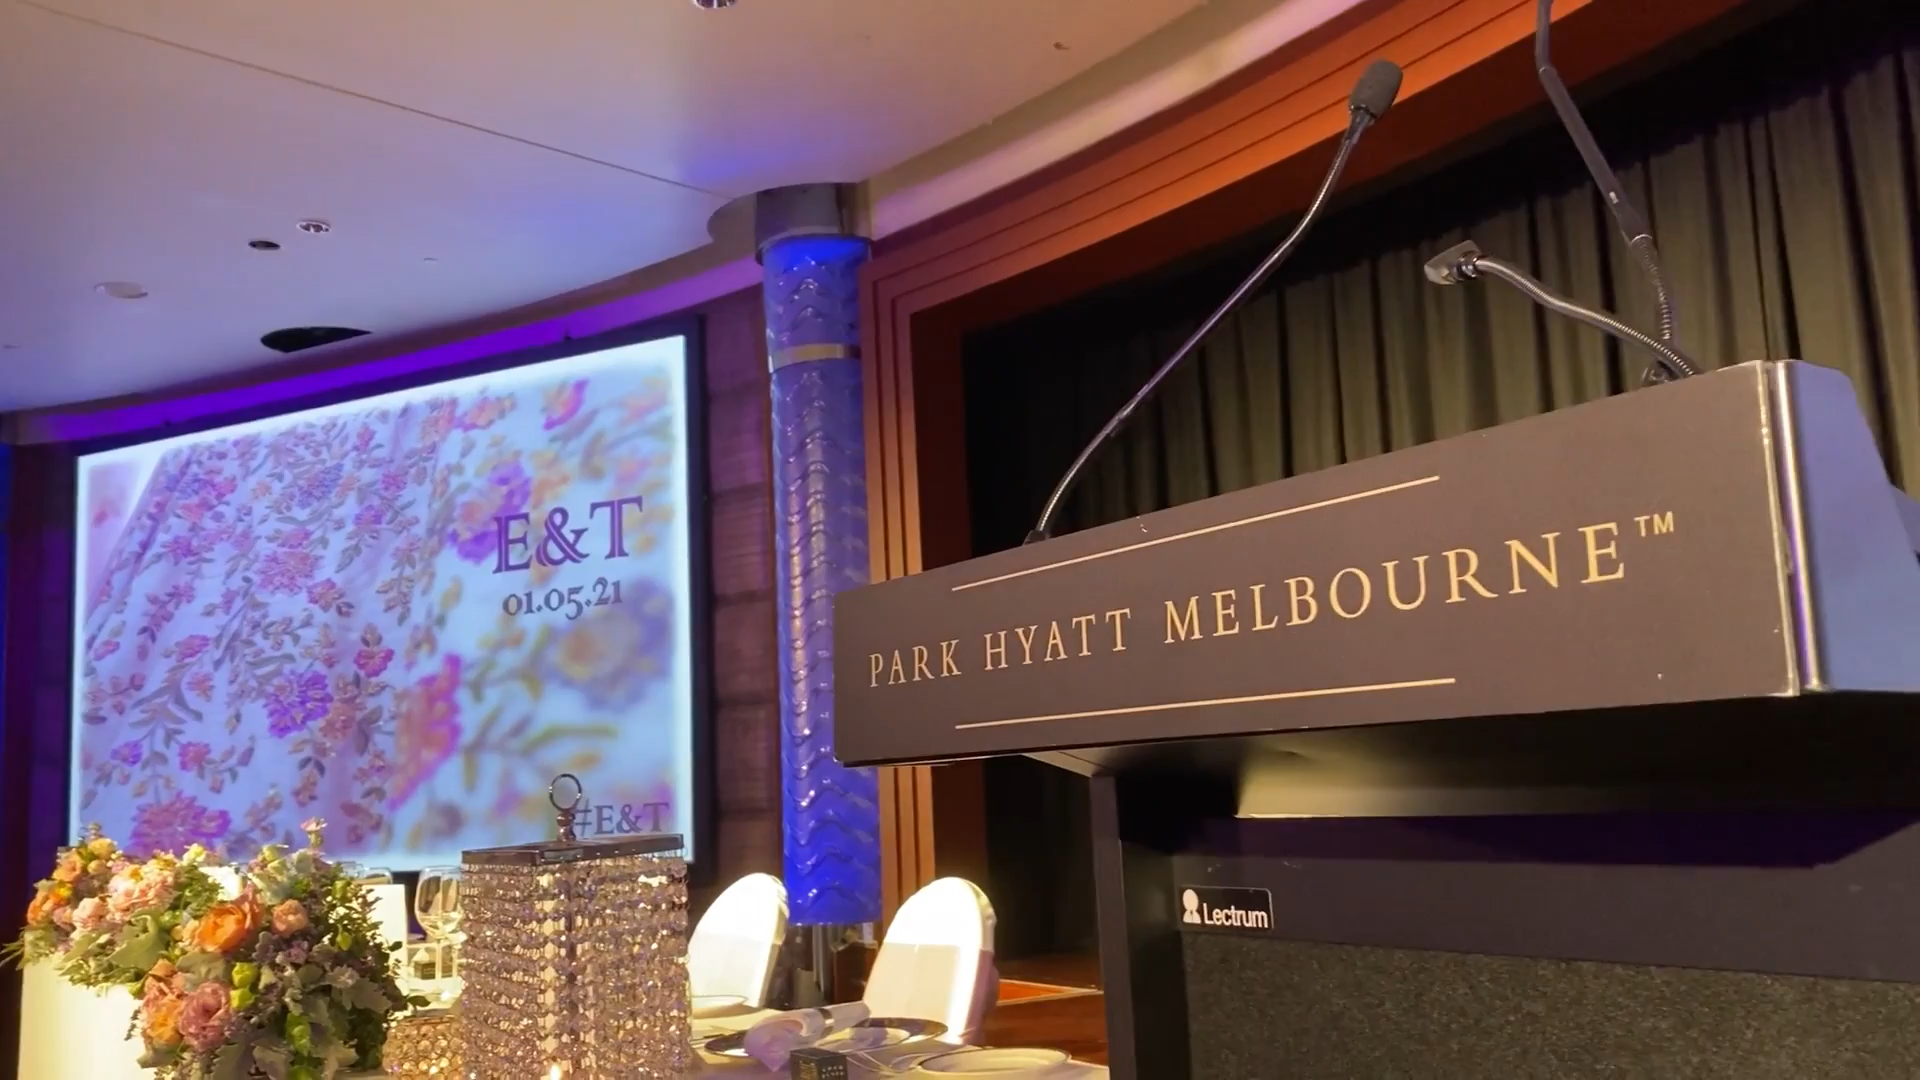 E&T
01.05.21
#E&T
PARK HYATT MELBOURNE™
Lectrum